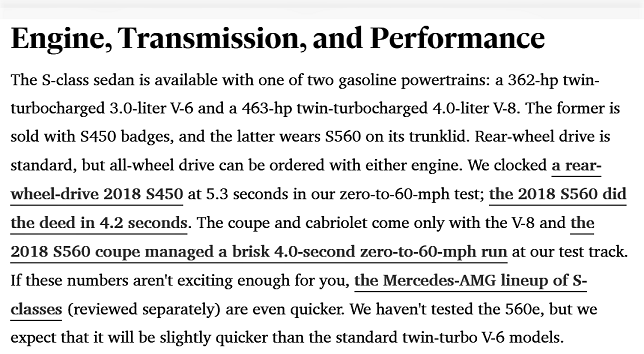 Engine, Transmission, and Performance
The S-class sedan is available with one of two gasoline powertrains: a 362-hp twin-
turbocharged 3.0-liter V-6 and a 463-hp twin-turbocharged 4.0-liter V-8. The former is
sold with S450 badges, and the latter wears S560 on its trunklid. Rear-wheel drive is
standard, but all-wheel drive can be ordered with either engine. We clocked a rear-
wheel-drive 2018 S450 at 5.3 seconds in our zero-to-60-mph test; the 2018 S560 did
the deed in 4.2 seconds. The coupe and cabriolet come only with the V-8 and the
2018 S560 coupe managed a brisk 4.0-second zero-to-60-mph run at our test track.
If these numbers aren't exciting enough for you, the Mercedes-AMG lineup of S-
classes (reviewed separately) are even quicker. We haven't tested the 560e, but we
expect that it will be slightly quicker than the standard twin-turbo V-6 models.